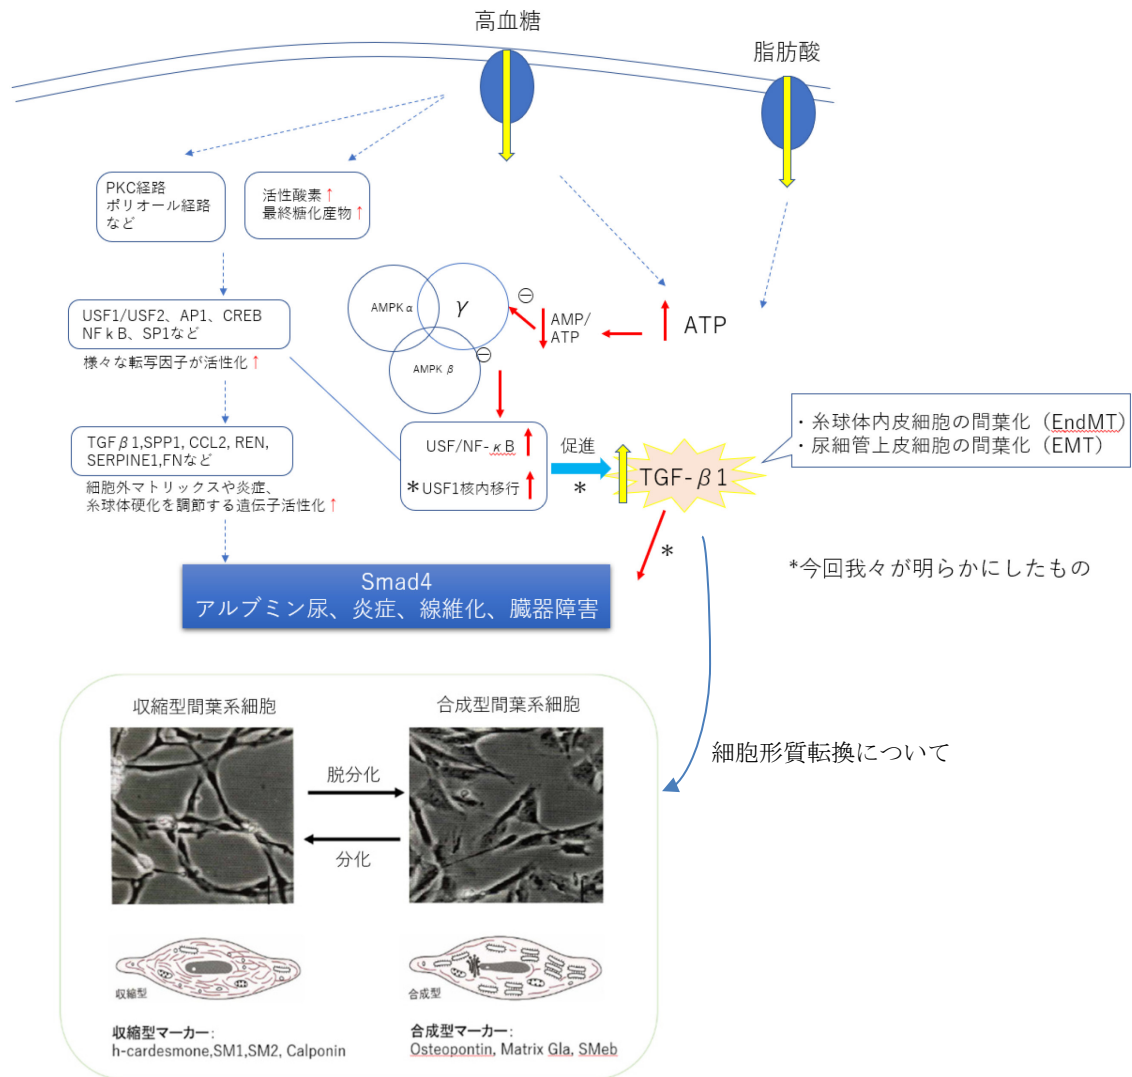 高血糖
脂肪酸
PKC経路
ポリオール経路
など
活性酸素↑
最終糖化産物↑
USF1/USF2、AP1、CREB
NFkB、SP1など
様々な転写因子が活性化↑
AMPKα
γ
AMPK β
⊖
⊖
AMP/
ATP
ATP
TGFβ1,SPP1, CCL2, REN,
SERPINE1,FNなど
細胞外マトリックスや炎症、
糸球体硬化を調節する遺伝子活性化↑
USF/NF-κB
*USF1核内移行
促進
*
TGF-β1
・糸球体内皮細胞の間葉化（EndMT）
・尿細管上皮細胞の間葉化（EMT）
*
*今回我々が明らかにしたもの
Smad4
アルブミン尿、炎症、線維化、臓器障害
細胞形質転換について
収縮型間葉系細胞
合成型間葉系細胞
脱分化
分化
収縮型
合成型
収縮型マーカー：
h-cardesmone,SM1,SM2, Calponin
合成型マーカー：
Osteopontin, Matrix Gla, SMeb